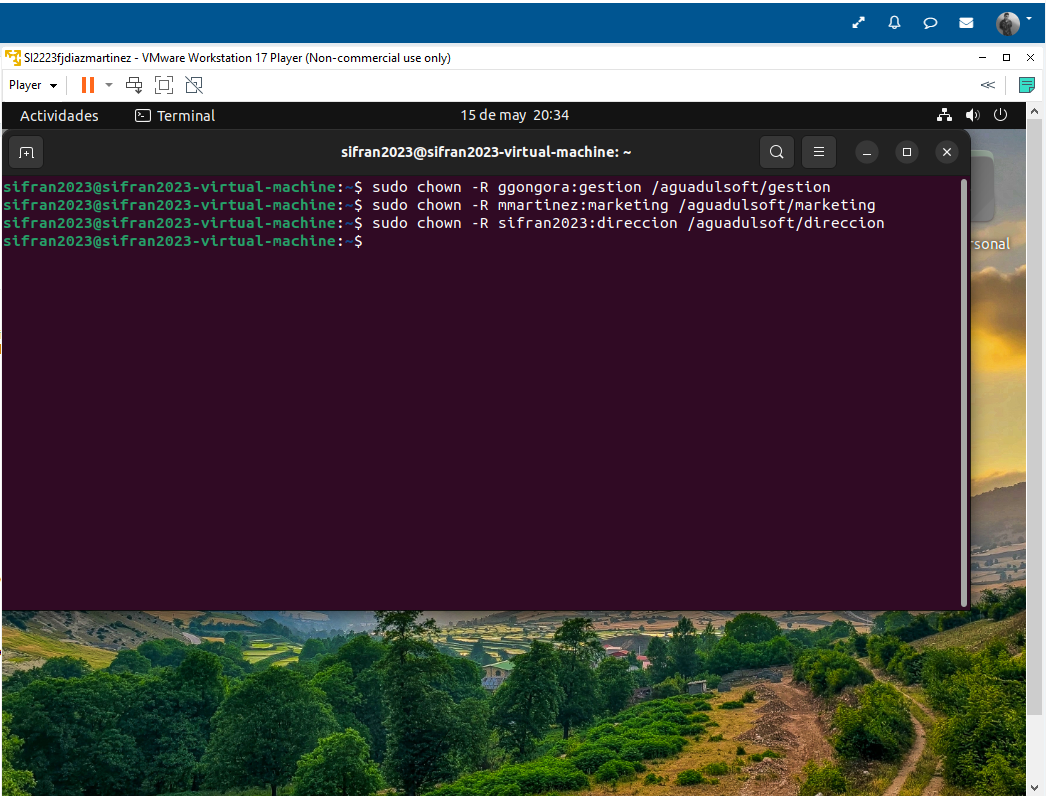 SI2223fjdiazmartinez - VMware Workstation 17 Player (Non-commercial use only)
Player
Actividades Terminal 15 de may 20:34
sifran2023@sifran2023-virtual-machine: ~
sifran2023@sifran2023-virtual-machine:~$ sudo chown -R ggongora:gestion /aguadulsoft/gestion
sifran2023@sifran2023-virtual-machine:~$ sudo chown -R mmartinez:marketing /aguadulsoft/marketing
sifran2023@sifran2023-virtual-machine:~$ sudo chown -R sifran2023:direccion /aguadulsoft/direccion
sifran2023@sifran2023-virtual-machine:~$
rsonal